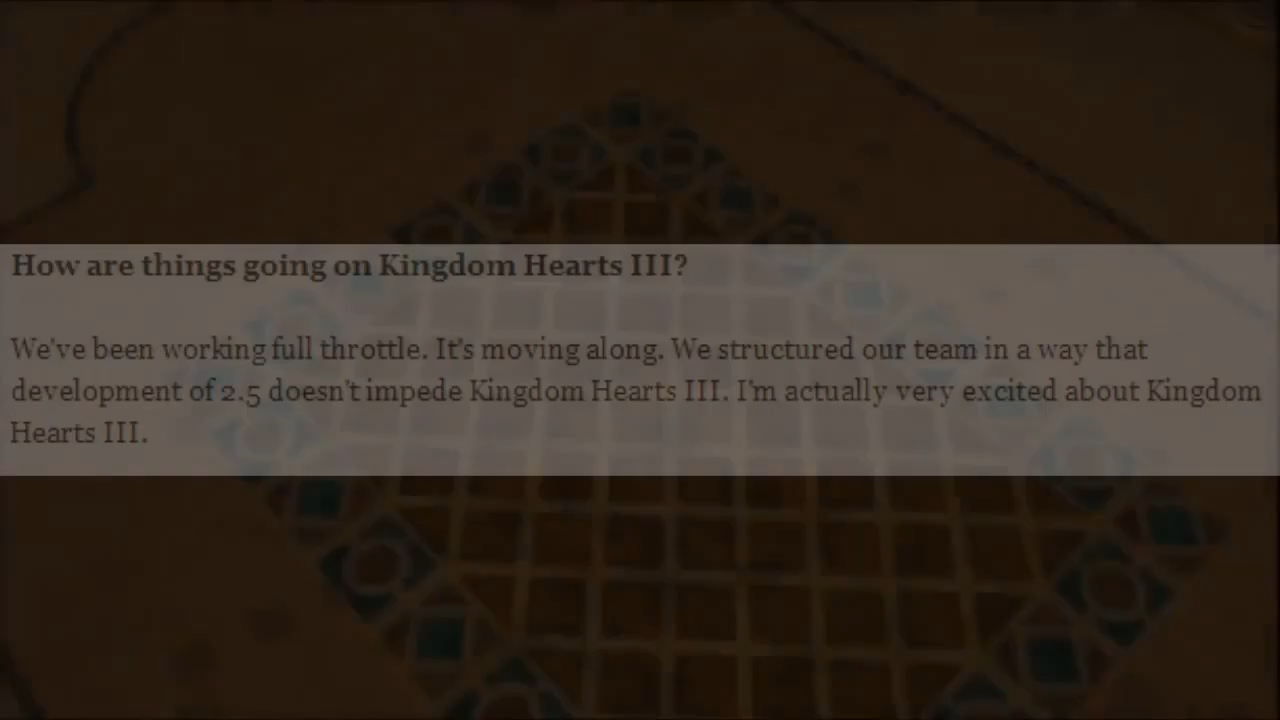 How are things going on Kingdom Hearts III?
We've been working full throttle. It's moving along. We structured our team in a way that
development of 2.5 doesn't impede Kingdom Hearts III. I'm actually very excited about Kingdom
Hearts III.